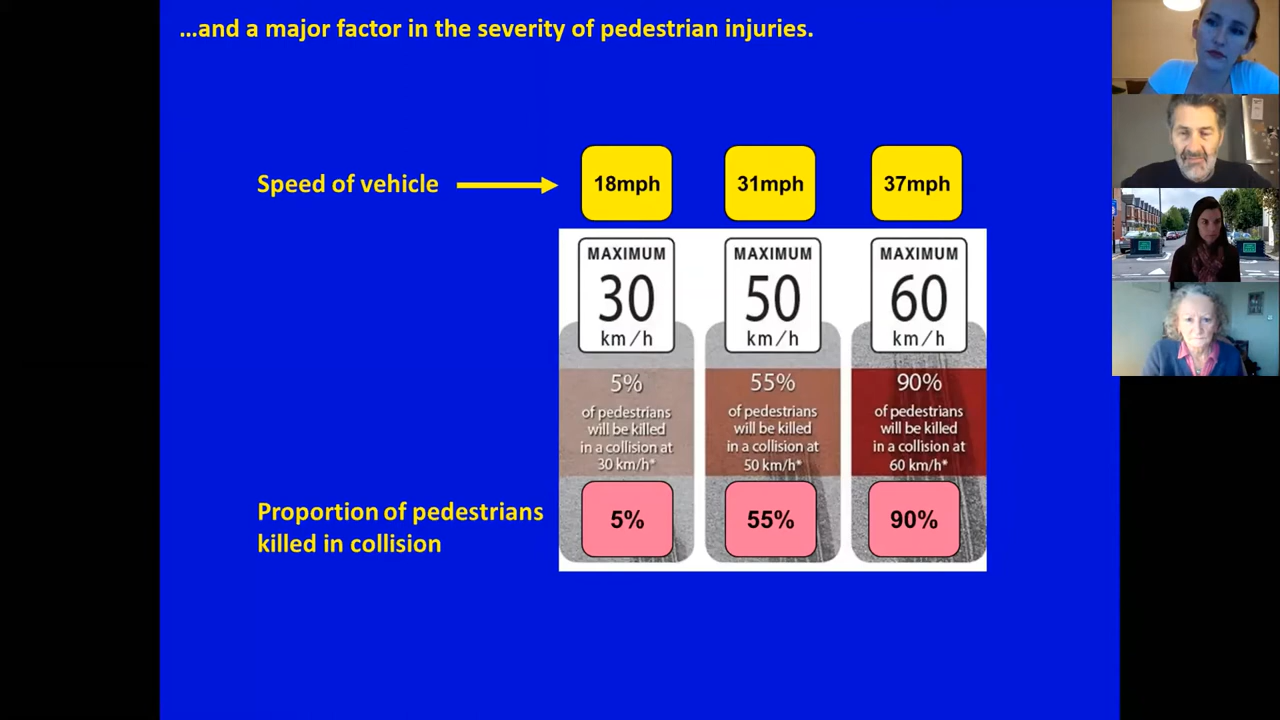 ...and a major factor in the severity of pedestrian injuries.
Speed of vehicle
18mph
31mph
37mph
MAXIMUM
30
km/h
MAXIMUM
50
km/h
MAXIMUM
60
km/h
5%
of pedestrians
will be killed
in a collision at
30 km/h*
55%
of pedestrians
will be killed
in a collision at
50 km/h*
90%
of pedestrians
will be killed
in a collision at
60 km/h*
Proportion of pedestrians
killed in collision
5%
55%
90%